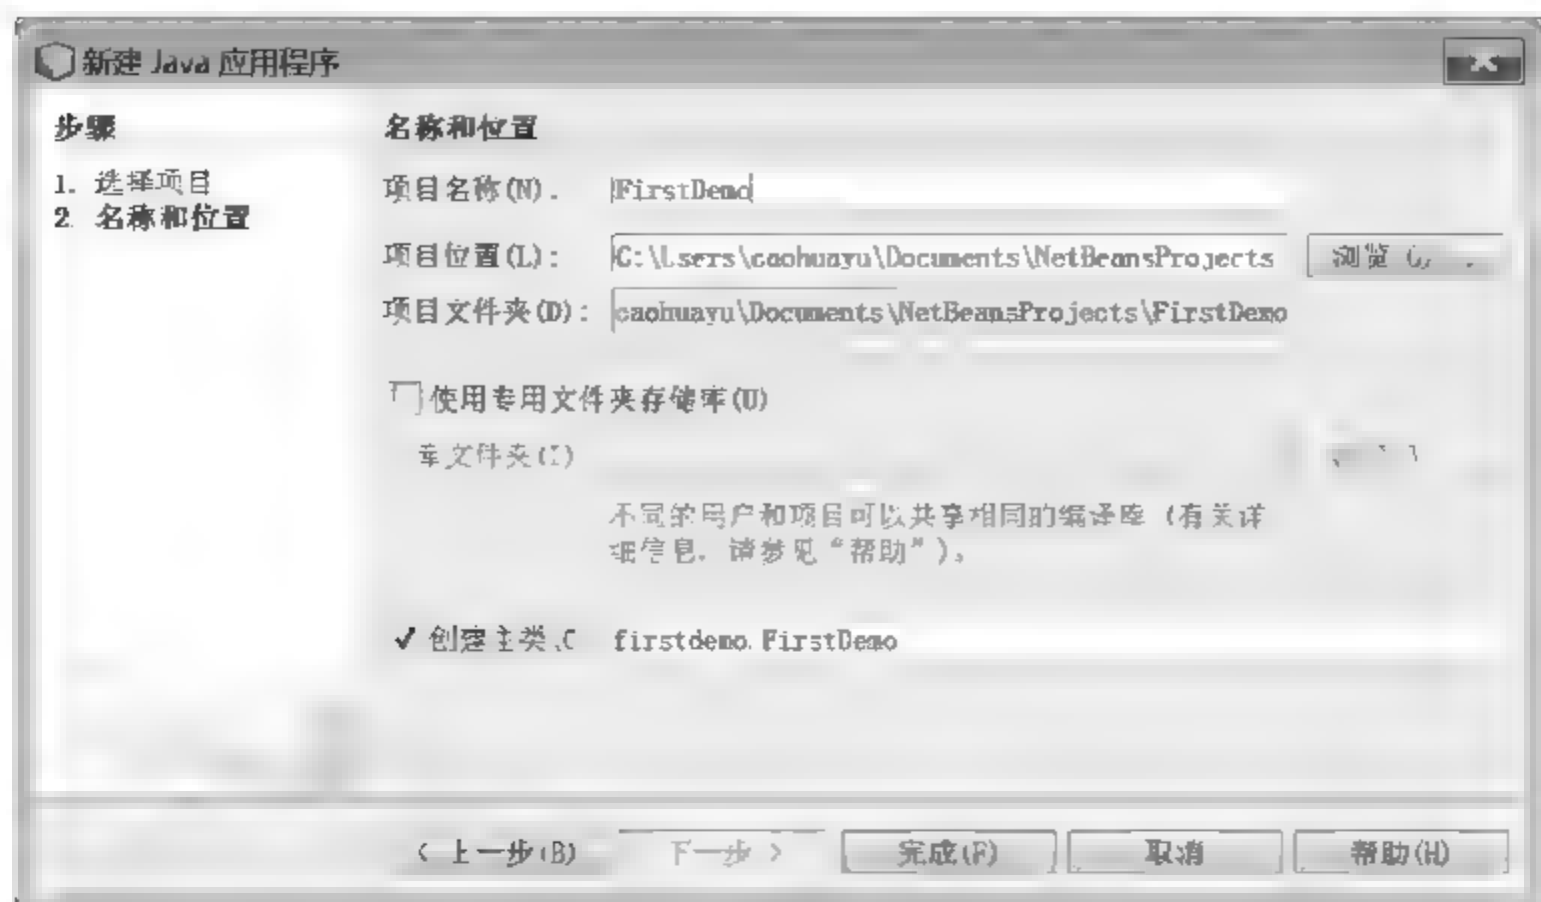 新建 Java 应用程序
步骤
1. 选择项目
2. 名称和位置
名称和位置
项目名称(N).
FirstDemo
项目位置(L):
C:\Users\caohuayu\Documents\NetBeansProjects
浏览
项目文件夹(D):
caohuayu\Documents\NetBeansProjects\FirstDemo
使用专用文件夹存储库(U)
库文件夹
不同的用户和项目可以共享相同的编译库 (有关详
细信息, 请参见“帮助”)。
创建主类
firstdemo.FirstDemo
< 上一步(B)
下一步 >
完成(F)
取消
帮助(H)